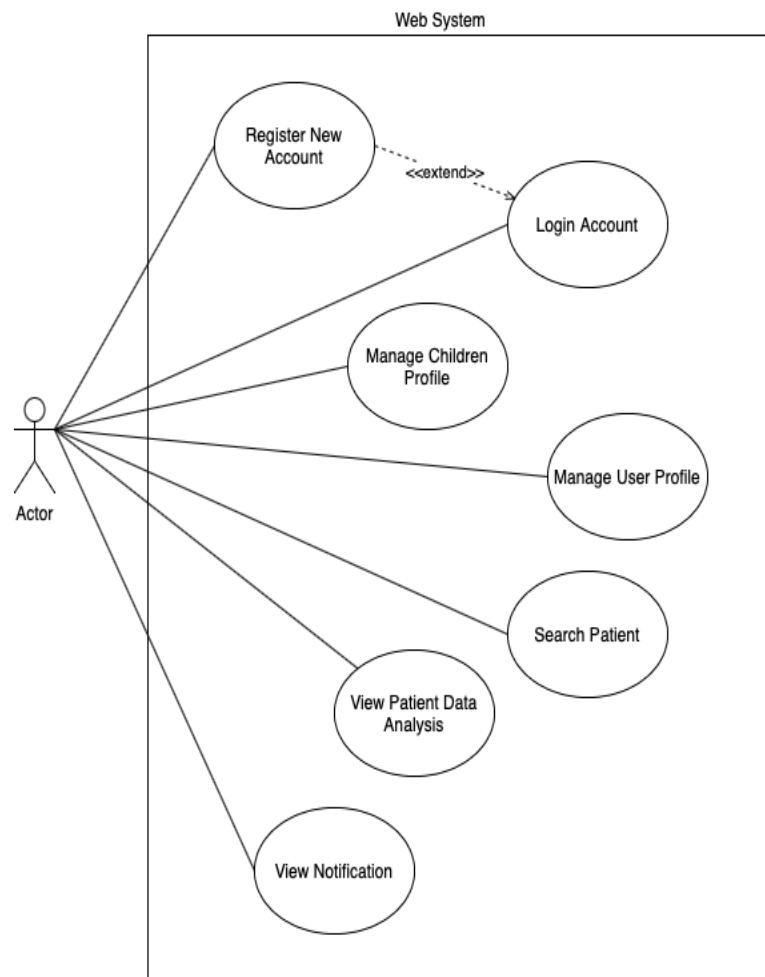 Web System
Register New
Account
<<extend>>
Login Account
Manage Children
Profile
Manage User Profile
Actor
Search Patient
View Patient Data
Analysis
View Notification